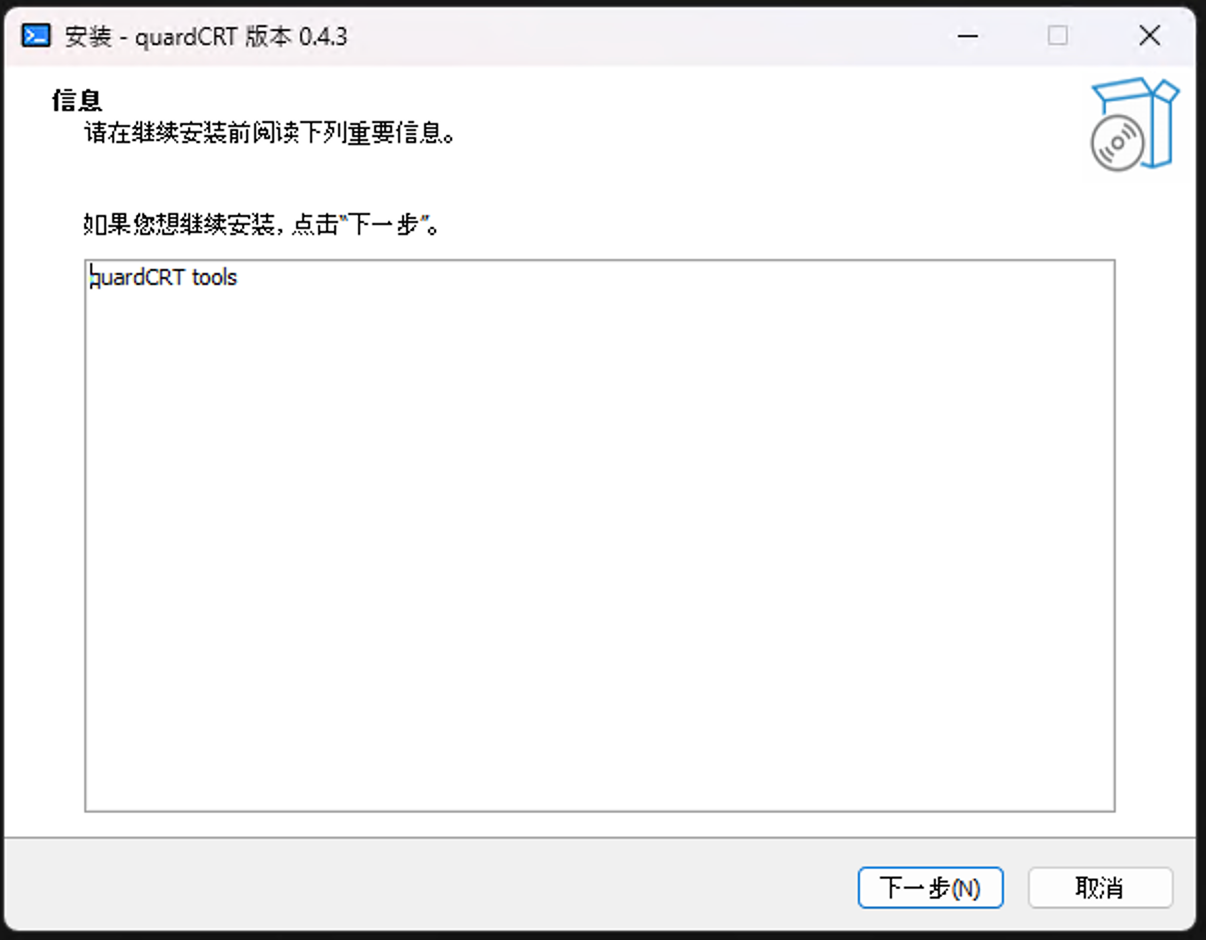 安装 - quardCRT 版本 0.4.3
信息
请在继续安装前阅读下列重要信息。
如果您想继续安装, 点击“下一步”。
quardCRT tools
下一步(N)
取消